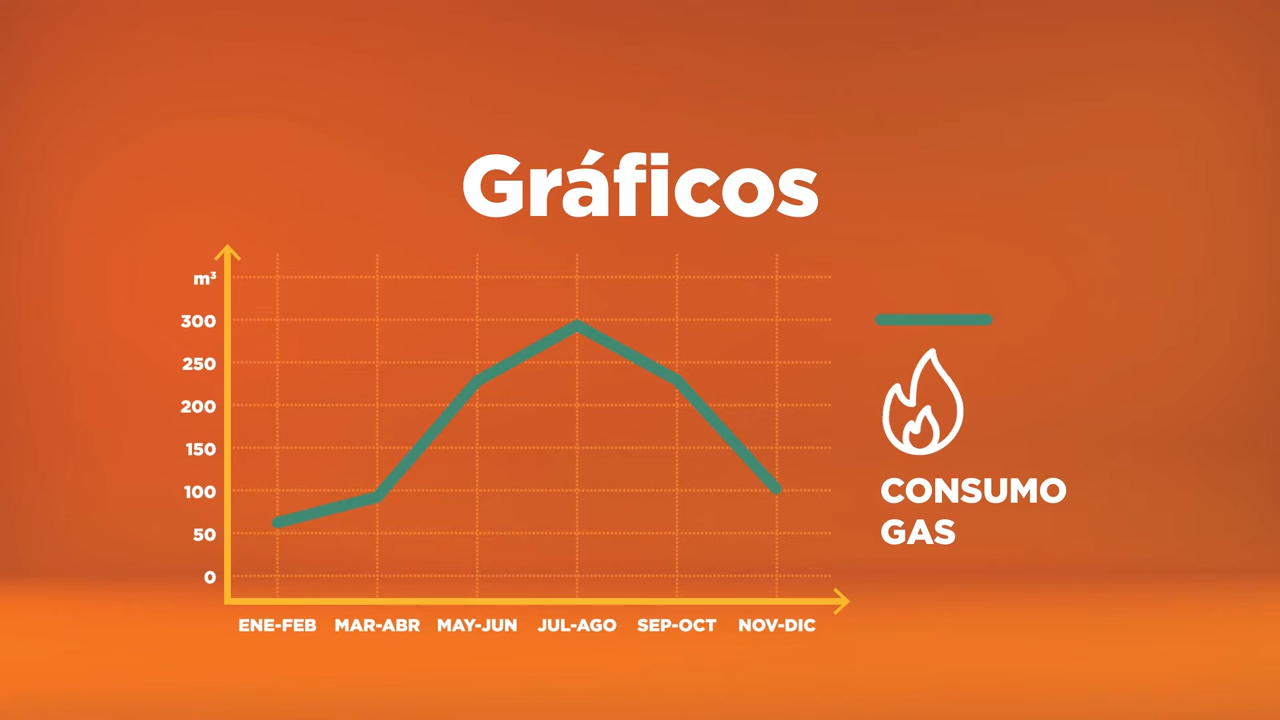 Gráficos
m³
300
250
200
150
100
50
0
ENE-FEB MAR-ABR MAY-JUN JUL-AGO SEP-OCT NOV-DIC
CONSUMO
GAS